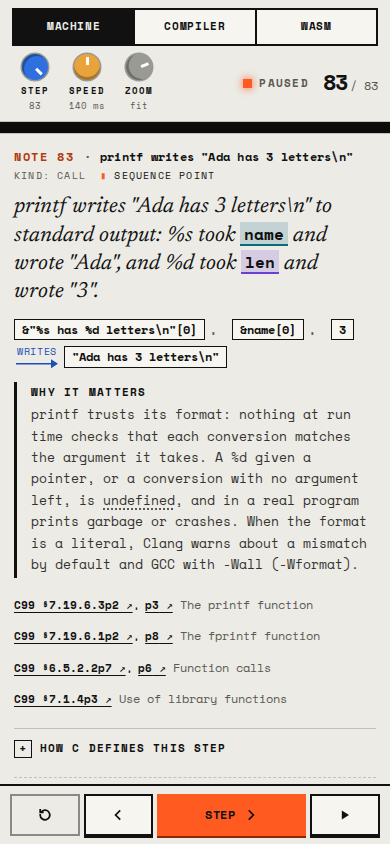 MACHINE COMPILER WASM
STEP SPEED ZOOM
83 140 ms fit
PAUSED 83 / 83
NOTE 83 · printf writes "Ada has 3 letters\n"
KIND: CALL SEQUENCE POINT
printf writes "Ada has 3 letters\n" to
standard output: %s took name and
wrote "Ada", and %d took len and
wrote "3".
&"%s has %d letters\n"[0] , &name[0] , 3
WRITES "Ada has 3 letters\n"
WHY IT MATTERS
printf trusts its format: nothing at run
time checks that each conversion matches
the argument it takes. A %d given a
pointer, or a conversion with no argument
left, is undefined, and in a real program
prints garbage or crashes. When the format
is a literal, Clang warns about a mismatch
by default and GCC with -Wall (-Wformat).
C99 §7.19.6.3p2 ↗, p3 ↗ The printf function
C99 §7.19.6.1p2 ↗, p8 ↗ The fprintf function
C99 §6.5.2.2p7 ↗, p6 ↗ Function calls
C99 §7.1.4p3 ↗ Use of library functions
+ HOW C DEFINES THIS STEP
STEP